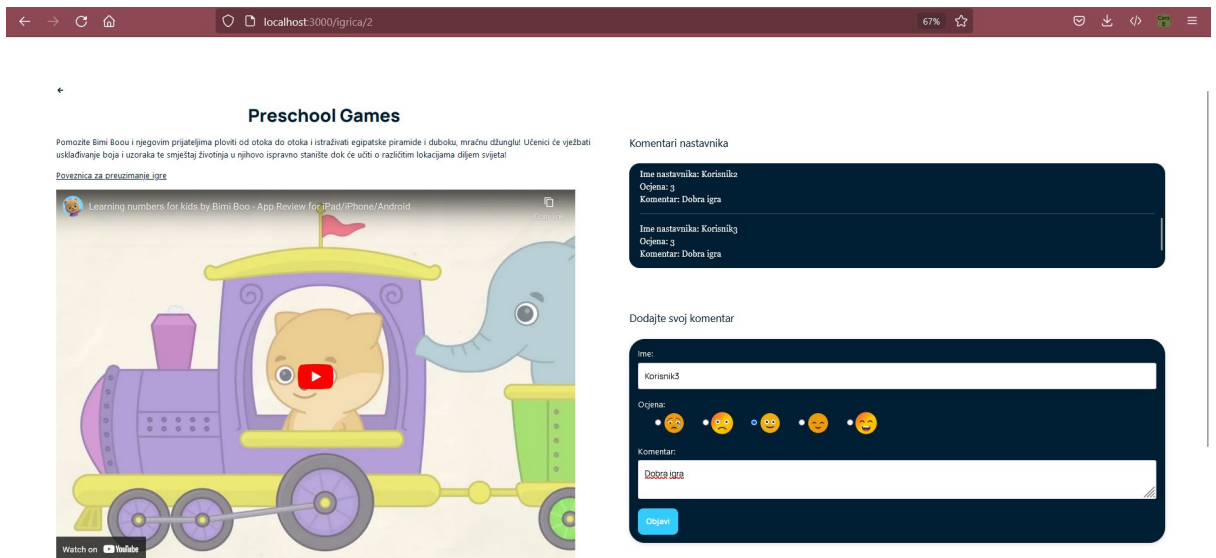 localhost:3000/igrica/2
67%
Preschool Games
Pomozite Bimi Boou i njegovim prijateljima ploviti od otoka do otoka i istraživati egipatske piramide i duboku, mračnu džunglu! Učenici će vježbati
usklađivanje boja i uzoraka te smještaj životinja u njihovo ispravno stanište dok će učiti o različitim lokacijama diljem svijeta!
Poveznica za preuzimanje igre
Learning numbers for kids by Bimi Boo - App Review for iPad/iPhone/Android
Copy link
Watch on YouTube
Komentari nastavnika
Ime nastavnika: Korisnik2
Ocjena: 3
Komentar: Dobra igra
Ime nastavnika: Korisnik3
Ocjena: 3
Komentar: Dobra igra
Dodajte svoj komentar
Ime:
Korisnik3
Ocjena:
Komentar:
Dobra igra
Objavi